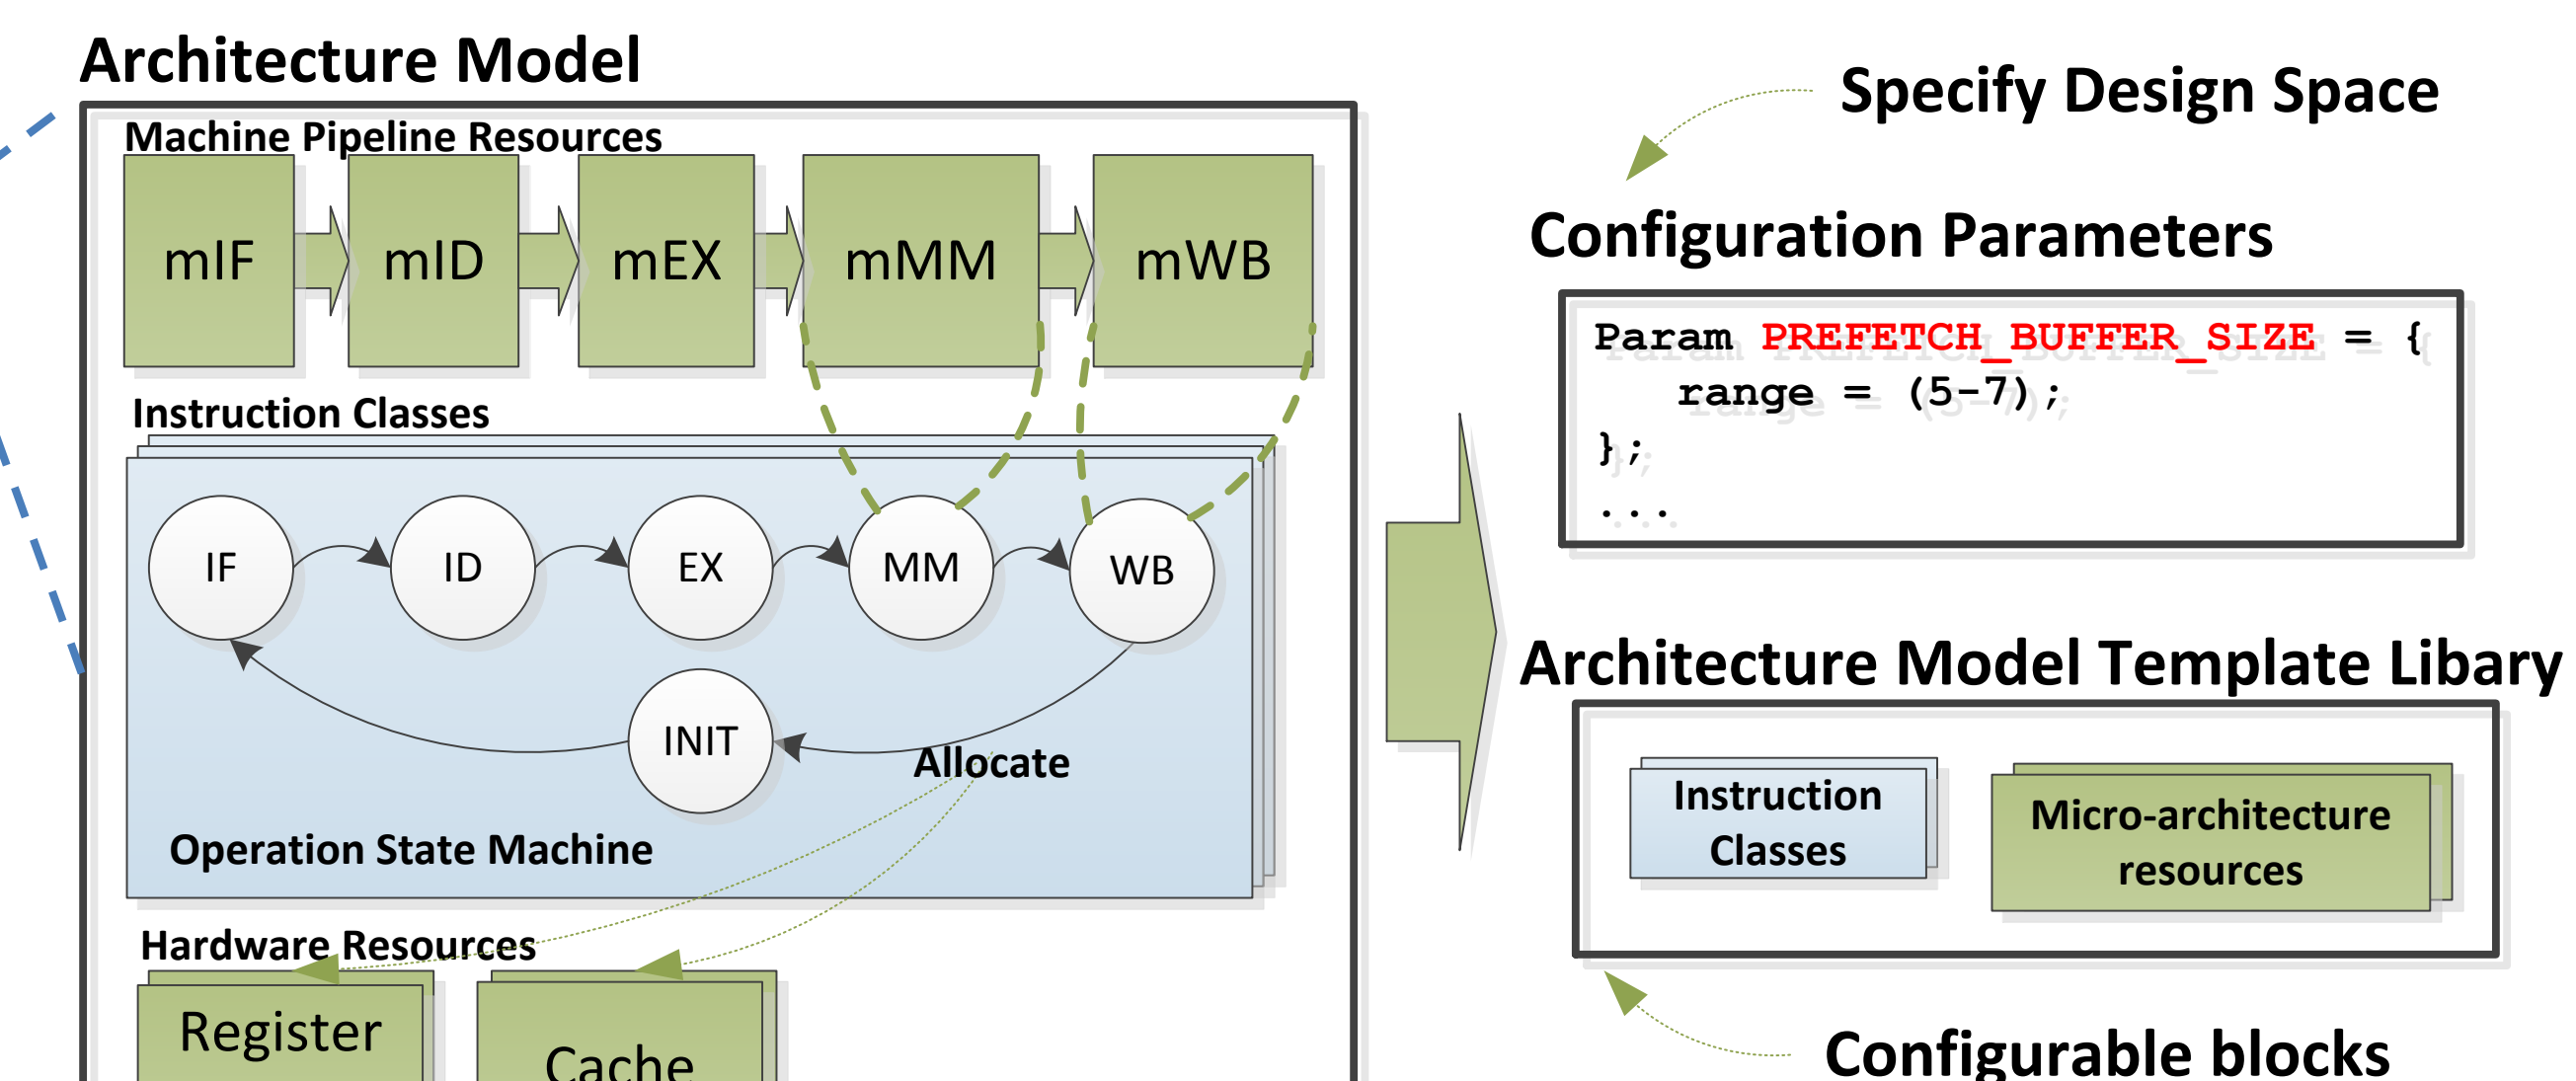 Architecture Model
Machine Pipeline Resources
mIF
mID
mEX
mMM
mWB
Instruction Classes
IF
ID
EX
MM
WB
INIT
Allocate
Operation State Machine
Hardware Resources
Register
Cache
Specify Design Space
Configuration Parameters
Param PREFETCH_BUFFER_SIZE = {
range = (5-7);
};
...
Architecture Model Template Libary
Instruction
Classes
Micro-architecture
resources
Configurable blocks